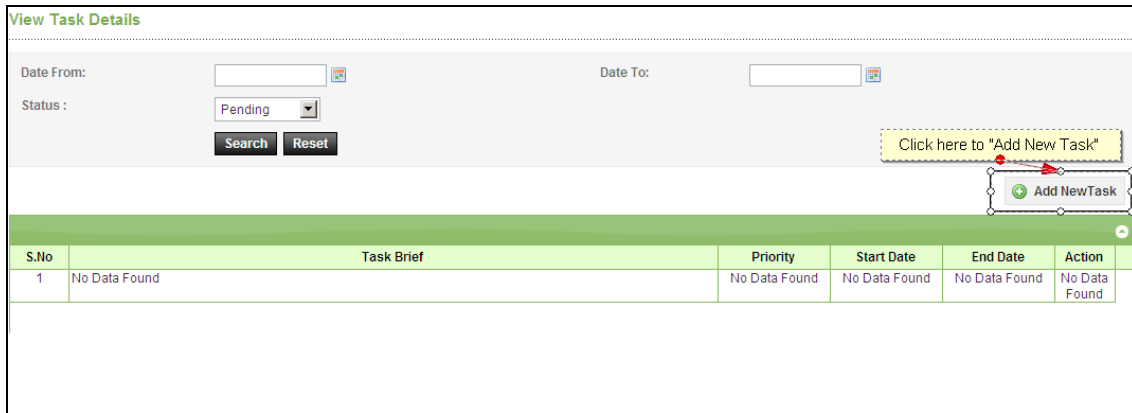 View Task Details
Date From: Date To:
Status : Pending
Search Reset
Click here to "Add New Task"
Add NewTask
S.No Task Brief Priority Start Date End Date Action
1 No Data Found No Data Found No Data Found No Data Found No Data
Found